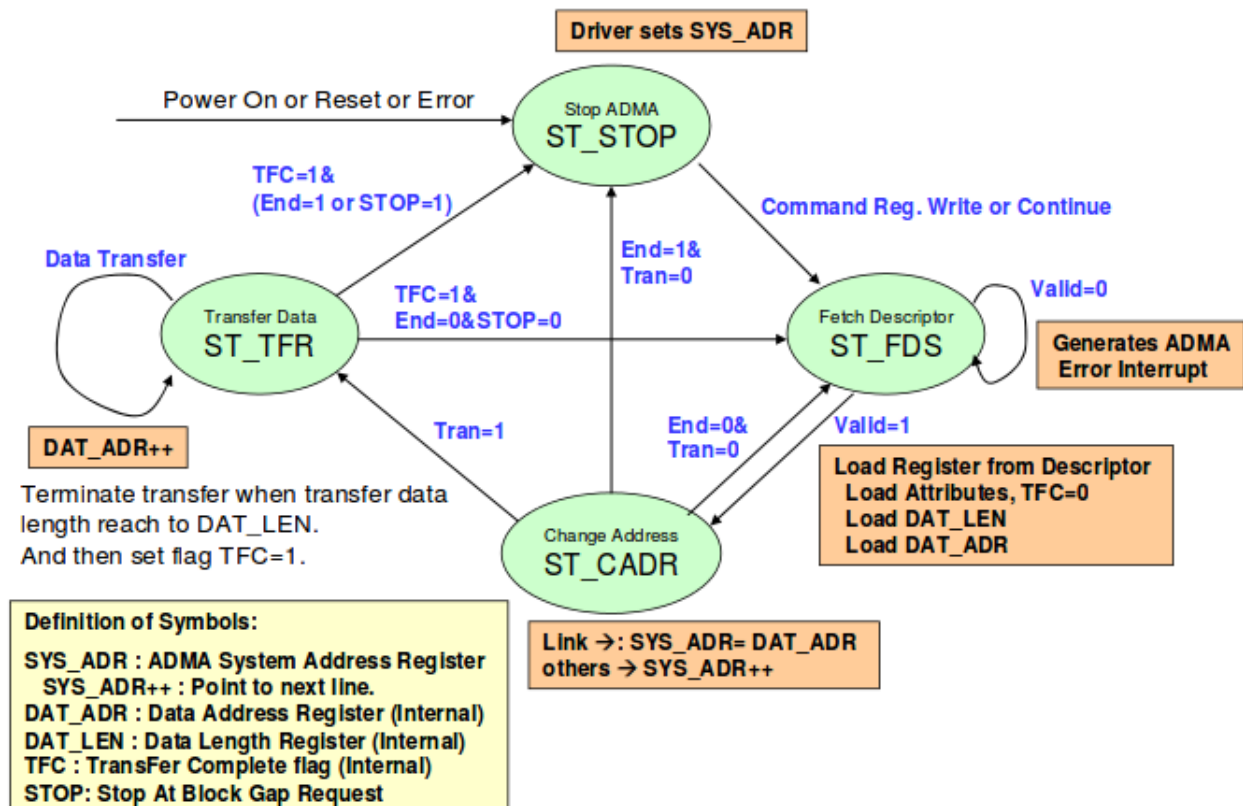 Driver sets SYS_ADR
Power On or Reset or Error
Stop ADMA
ST_STOP
TFC=1&
(End=1 or STOP=1)
Command Reg. Write or Continue
Data Transfer
End=1&
Tran=0
TFC=1&
End=0&STOP=0
Valid=0
Transfer Data
ST_TFR
Fetch Descriptor
ST_FDS
Generates ADMA
Error Interrupt
DAT_ADR++
Tran=1
End=0&
Tran=0
Valid=1
Terminate transfer when transfer data
length reach to DAT_LEN.
And then set flag TFC=1.
Load Register from Descriptor
Load Attributes, TFC=0
Load DAT_LEN
Load DAT_ADR
Change Address
ST_CADR
Link →: SYS_ADR= DAT_ADR
others → SYS_ADR++
Definition of Symbols:
SYS_ADR : ADMA System Address Register
SYS_ADR++ : Point to next line.
DAT_ADR : Data Address Register (Internal)
DAT_LEN : Data Length Register (Internal)
TFC : TransFer Complete flag (Internal)
STOP: Stop At Block Gap Request